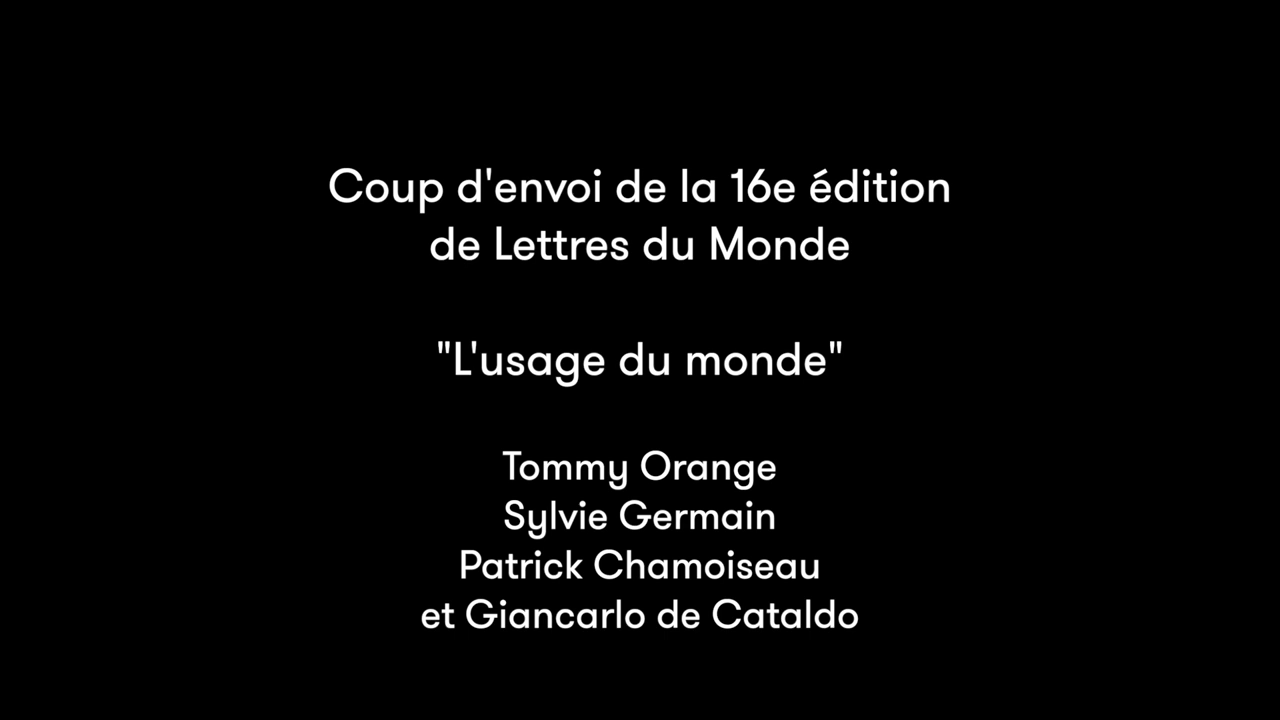 Coup d'envoi de la 16e édition
de Lettres du Monde
"L'usage du monde"
Tommy Orange
Sylvie Germain
Patrick Chamoiseau
et Giancarlo de Cataldo